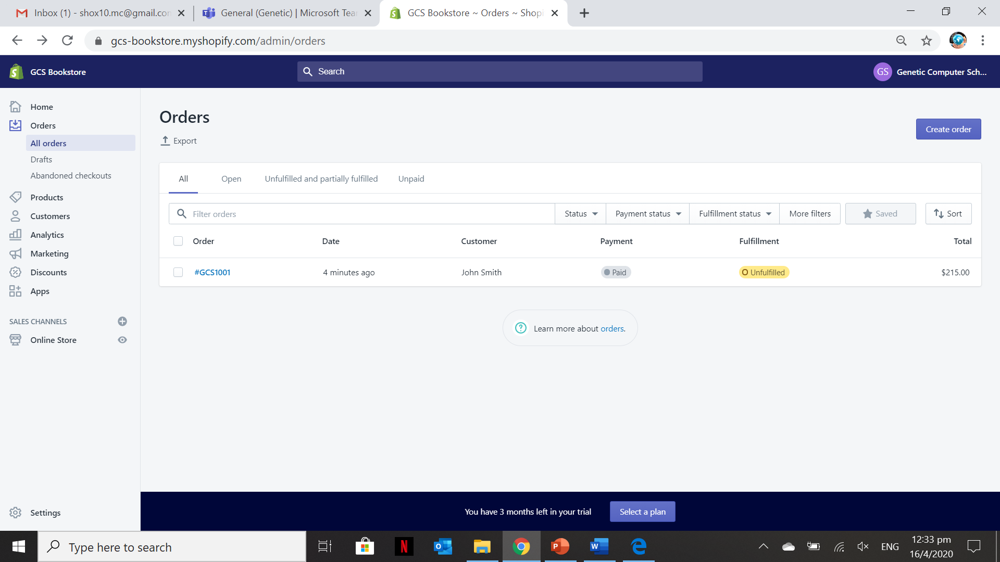 Inbox (1) - shox10.mc@gmail.con
General (Genetic) | Microsoft Tear
GCS Bookstore ~ Orders ~ Shopi
gcs-bookstore.myshopify.com/admin/orders
GCS Bookstore
Search
GS
Genetic Computer Sch...
Home
Orders
All orders
Drafts
Abandoned checkouts
Products
Customers
Analytics
Marketing
Discounts
Apps
SALES CHANNELS
Online Store
Settings
Orders
Export
Create order
All Open Unfulfilled and partially fulfilled Unpaid
Filter orders Status Payment status Fulfillment status More filters Saved Sort
Order Date Customer Payment Fulfillment Total
#GCS1001 4 minutes ago John Smith Paid Unfulfilled $215.00
Learn more about orders.
You have 3 months left in your trial Select a plan
Type here to search
ENG
12:33 pm
16/4/2020